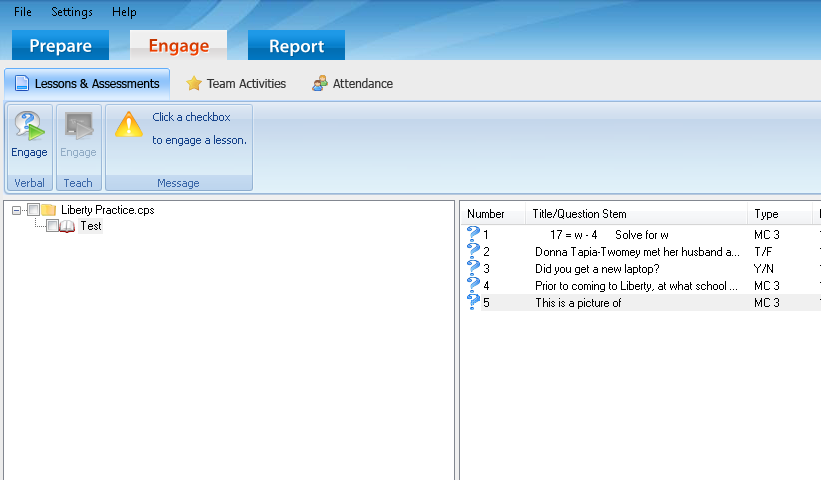 File Settings Help
Prepare Engage Report
Lessons & Assessments Team Activities Attendance
Engage Engage Click a checkbox
to engage a lesson.
Verbal Teach Message
Liberty Practice.cps
Test
Number Title/Question Stem Type
1 17 = w - 4 Solve for w MC 3
2 Donna Tapia-Twomey met her husband a... T/F
3 Did you get a new laptop? Y/N
4 Prior to coming to Liberty, at what school ... MC 3
5 This is a picture of MC 3